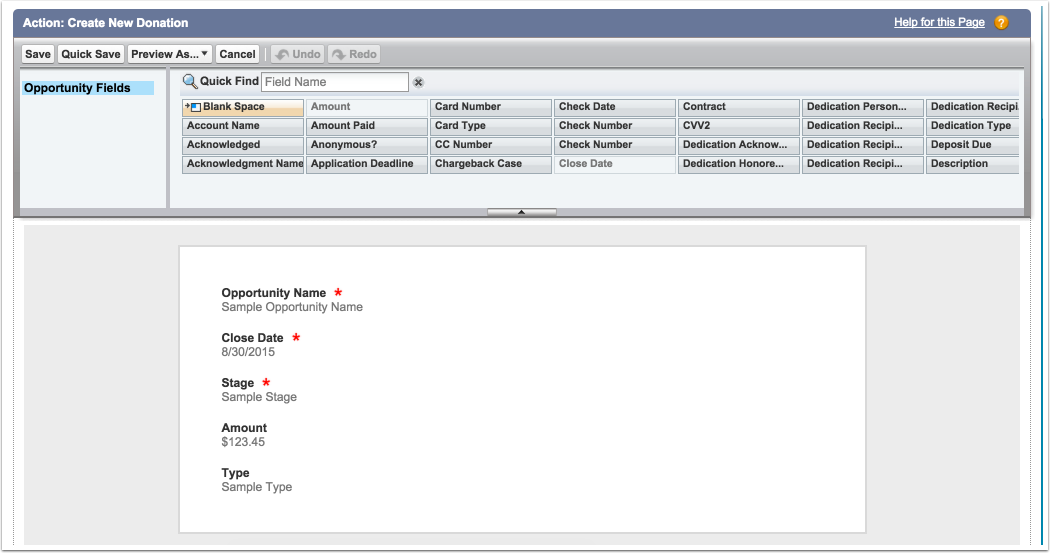 Action: Create New Donation Help for this Page ?
Save Quick Save Preview As... Cancel Undo Redo
Opportunity Fields
Quick Find Field Name
Blank Space Amount Card Number Check Date Contract Dedication Person... Dedication Recipi
Account Name Amount Paid Card Type Check Number CVV2 Dedication Recipi... Dedication Type
Acknowledged Anonymous? CC Number Check Number Dedication Acknow... Dedication Recipi... Deposit Due
Acknowledgment Name Application Deadline Chargeback Case Close Date Dedication Honore... Dedication Recipi... Description
Opportunity Name *
Sample Opportunity Name
Close Date *
8/30/2015
Stage *
Sample Stage
Amount
$123.45
Type
Sample Type